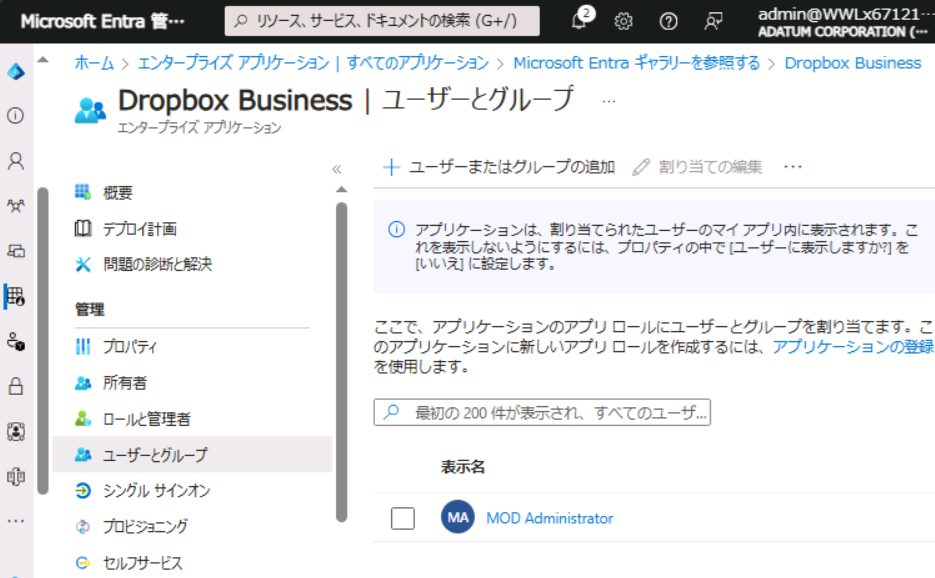 Microsoft Entra 管…
リソース、サービス、ドキュメントの検索 (G+/)
2
admin@WWLx67121…
ADATUM CORPORATION (…
ホーム > エンタープライズ アプリケーション | すべてのアプリケーション > Microsoft Entra ギャラリーを参照する > Dropbox Business
Dropbox Business | ユーザーとグループ …
エンタープライズ アプリケーション
«
概要
デプロイ計画
問題の診断と解決
管理
プロパティ
所有者
ロールと管理者
ユーザーとグループ
シングル サインオン
プロビジョニング
セルフサービス
＋ ユーザーまたはグループの追加 割り当ての編集 …
アプリケーションは、割り当てられたユーザーのマイ アプリ内に表示されます。こ
れを表示しないようにするには、プロパティの中で [ユーザーに表示しますか?] を
[いいえ] に設定します。
ここで、アプリケーションのアプリ ロールにユーザーとグループを割り当てます。こ
のアプリケーションに新しいアプリ ロールを作成するには、アプリケーションの登録
を使用します。
最初の 200 件が表示され、すべてのユーザ...
表示名
MA MOD Administrator